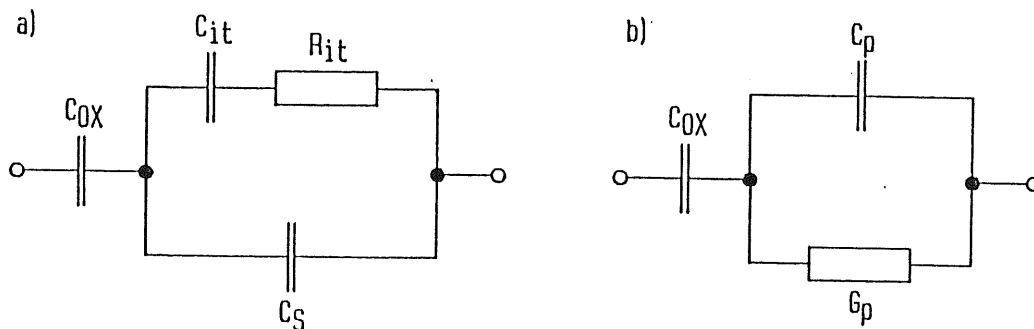 a)
C_it
R_it
C_OX
C_S
b)
C_p
C_OX
G_p